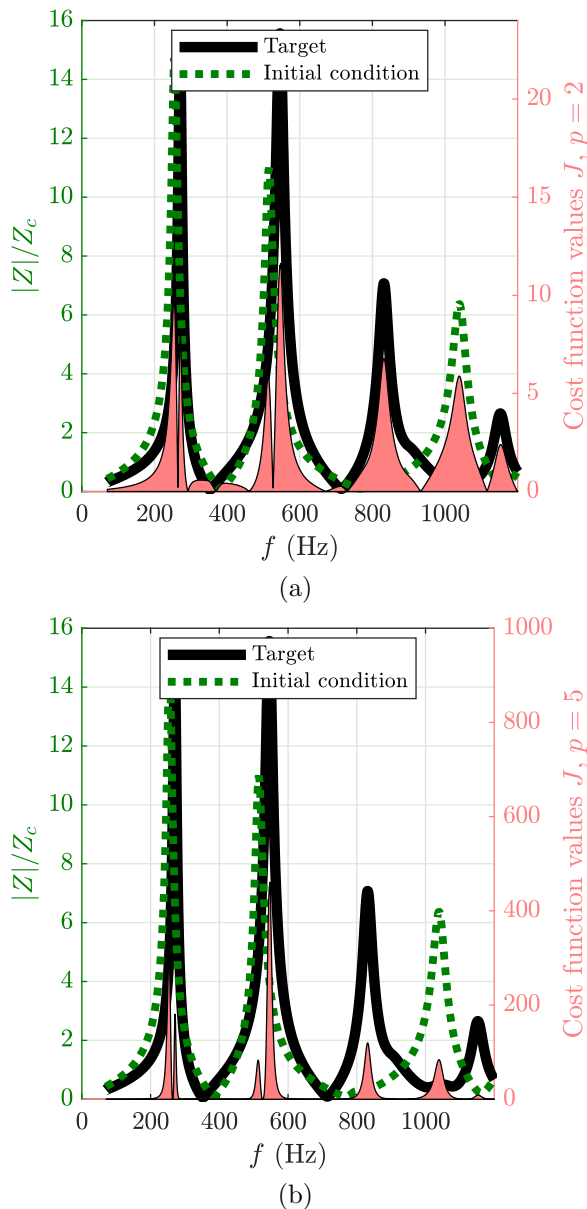 16
14
12
10
8
6
4
2
0
|Z|/Z_c
Target
Initial condition
20
15
10
5
0
Cost function values J, p = 2
0 200 400 600 800 1000
f (Hz)
(a)
16
14
12
10
8
6
4
2
0
|Z|/Z_c
Target
Initial condition
1000
800
600
400
200
0
Cost function values J, p = 5
0 200 400 600 800 1000
f (Hz)
(b)